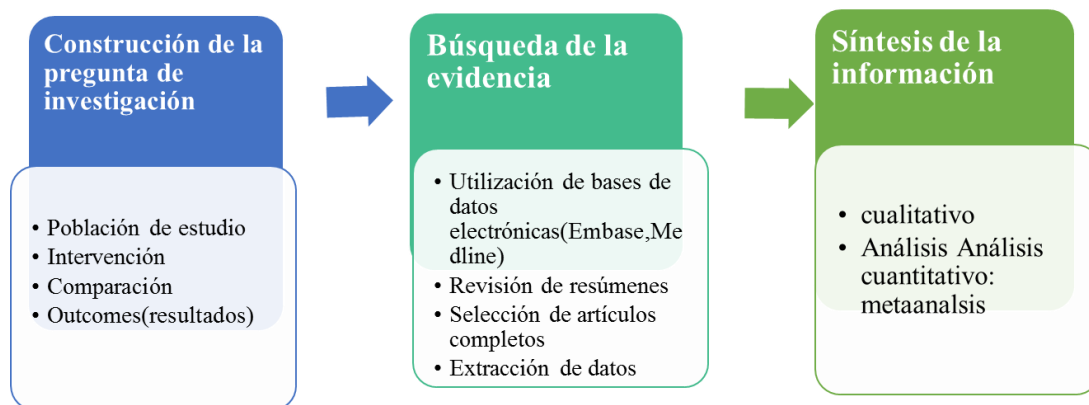 Construcción de la
pregunta de
investigación
• Población de estudio
• Intervención
• Comparación
• Outcomes(resultados)
Búsqueda de la
evidencia
• Utilización de bases de
datos
electrónicas(Embase,Me
dline)
• Revisión de resúmenes
• Selección de artículos
completos
• Extracción de datos
Síntesis de la
información
• cualitativo
• Análisis Análisis
cuantitativo:
metaanalsis